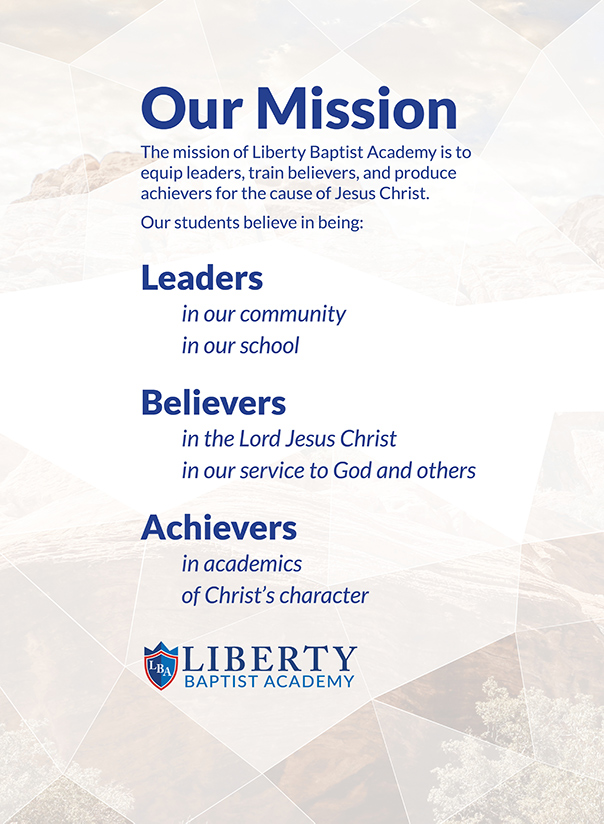 Our Mission
The mission of Liberty Baptist Academy is to
equip leaders, train believers, and produce
achievers for the cause of Jesus Christ.
Our students believe in being:
Leaders
in our community
in our school
Believers
in the Lord Jesus Christ
in our service to God and others
Achievers
in academics
of Christ's character
LBA
LIBERTY
BAPTIST ACADEMY